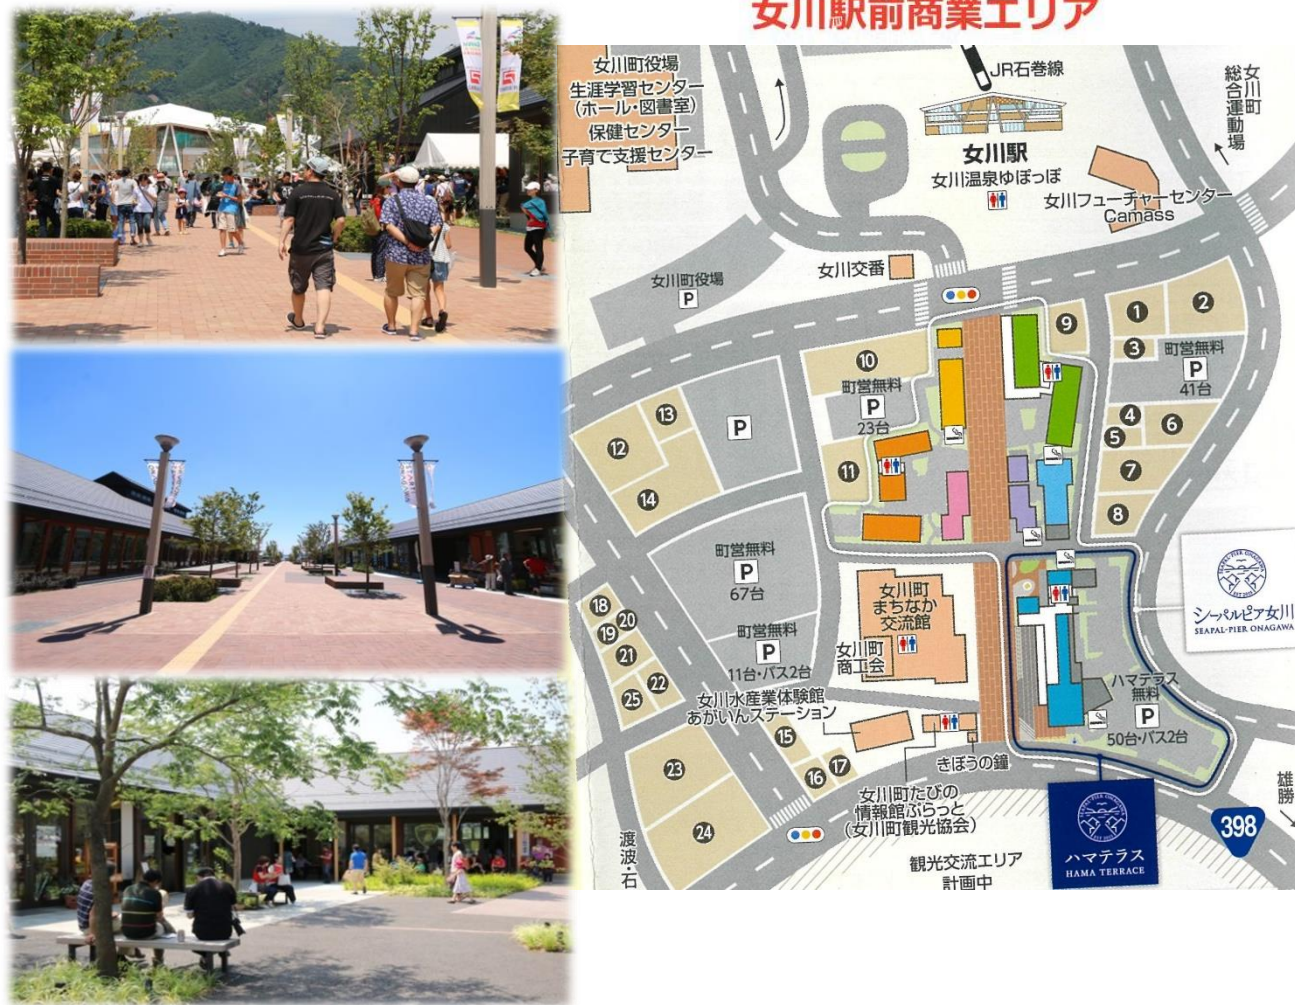 女川駅前商業エリア
女川町役場
生涯学習センター
(ホール・図書室)
保健センター
子育て支援センター
JR石巻線
女川駅
女川温泉ゆぽっぽ
女川町
総合運動場
女川フューチャーセンター
Camass
女川交番
女川町役場
P
1
2
3
町営無料
P
41台
4
5
6
7
8
9
10
町営無料
P
23台
11
12
13
14
P
町営無料
P
67台
町営無料
P
11台・バス2台
女川町
まちなか
交流館
女川町
商工会
SEAPAL-PIER ONAGAWA
EST 2015
シーパルピア女川
SEAPAL-PIER ONAGAWA
18
20
19
21
22
25
女川水産業体験館
あがいんステーション
15
16
17
23
24
きぼうの鐘
女川町たびの
情報館ぷらっと
(女川町観光協会)
ハマテラス
無料
P
50台・バス2台
ハマテラス
HAMA TERRACE
雄勝
398
渡波・石
観光交流エリア
計画中